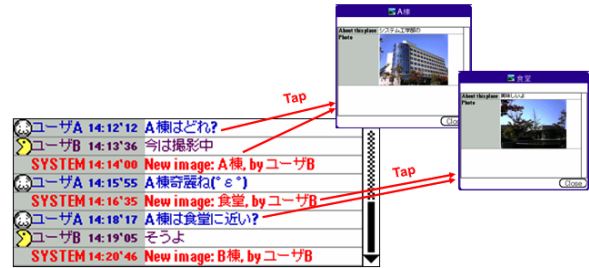 A棟
About this place システム工学部の
Photo
Tap
食堂
About this place 美味しいよ
Photo
Close
ユーザA 14:12'12 A棟はどれ?
ユーザB 14:13'36 今は撮影中
SYSTEM 14:14'00 New image: A棟, by ユーザB
Tap
ユーザA 14:15'55 A棟奇麗ね(°ε°)
SYSTEM 14:16'35 New image: 食堂, by ユーザB
ユーザA 14:18'17 A棟は食堂に近い?
ユーザB 14:19'05 そうよ
SYSTEM 14:20'46 New image: B棟, by ユーザB